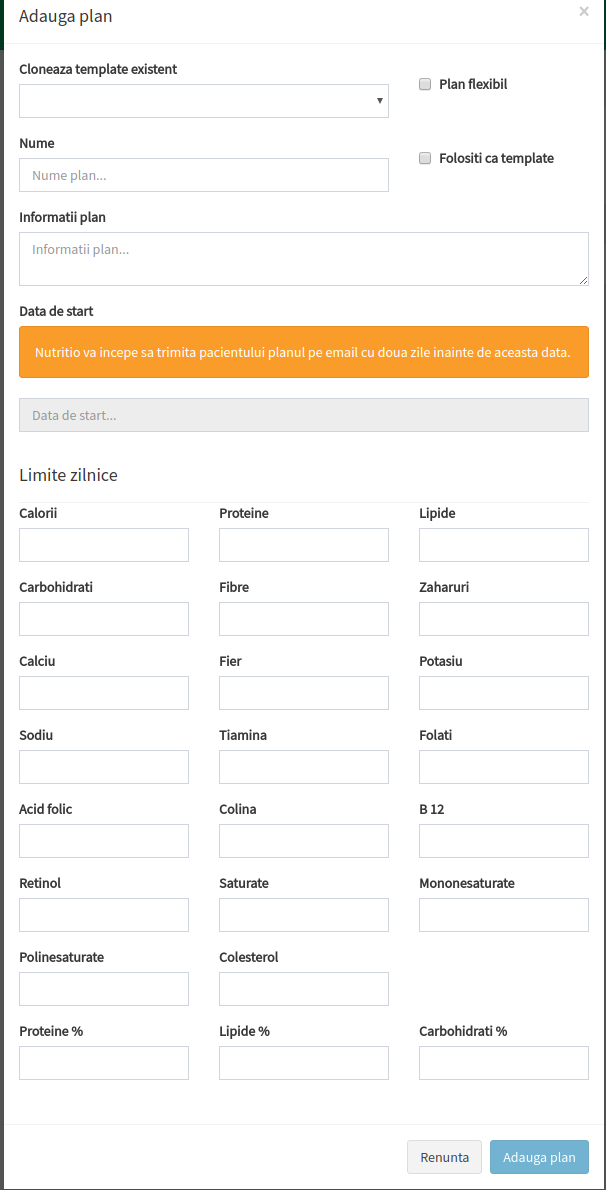 Adauga plan ×
Cloneaza template existent
Plan flexibil
Nume
Nume plan...
Folositi ca template
Informatii plan
Informatii plan...
Data de start
Nutritio va incepe sa trimita pacientului planul pe email cu doua zile inainte de aceasta data.
Data de start...
Limite zilnice
Calorii Proteine Lipide
Carbohidrati Fibre Zaharuri
Calciu Fier Potasiu
Sodiu Tiamina Folati
Acid folic Colina B 12
Retinol Saturate Mononesaturate
Polinesaturate Colesterol
Proteine % Lipide % Carbohidrati %
Renunta Adauga plan